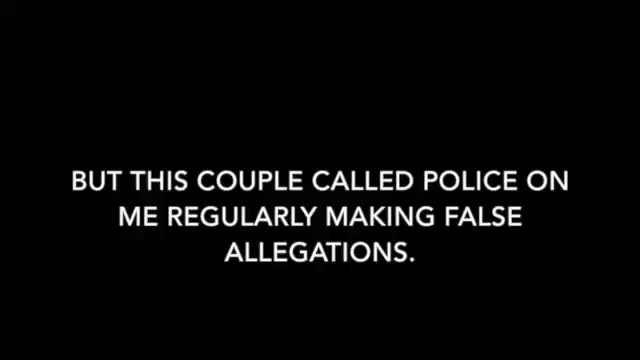 BUT THIS COUPLE CALLED POLICE ON
ME REGULARLY MAKING FALSE
ALLEGATIONS.